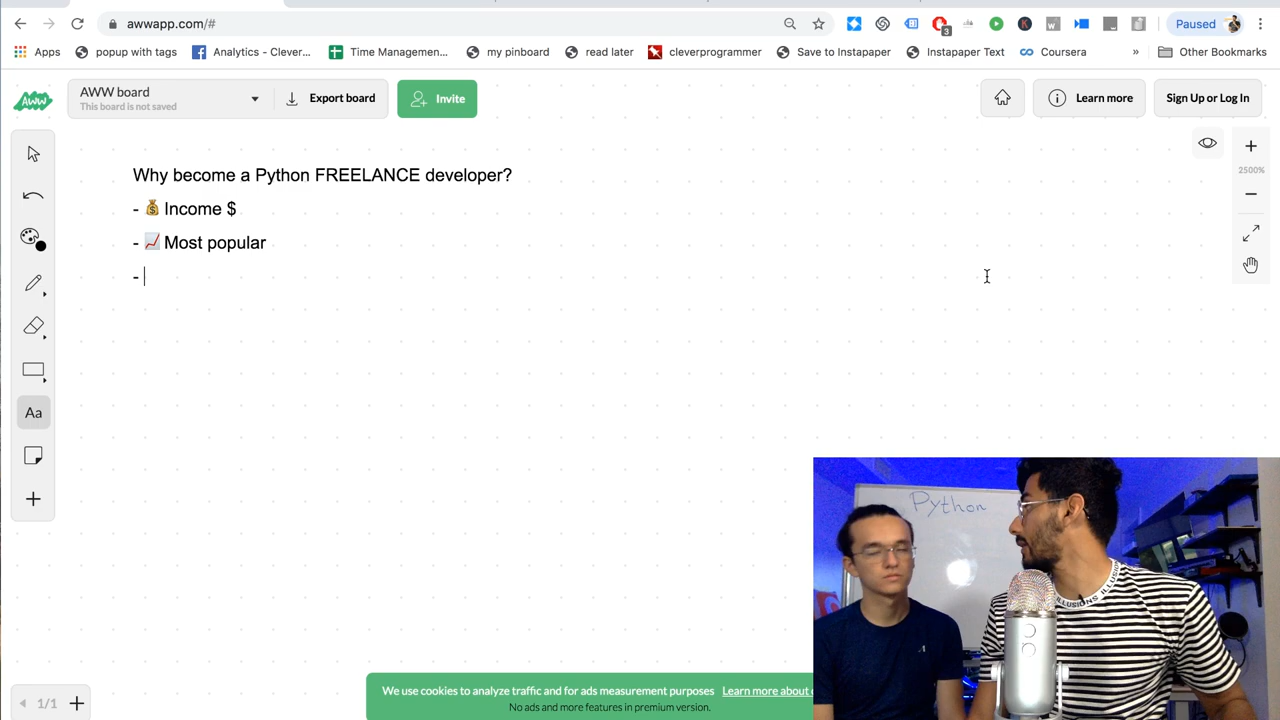 awwapp.com/#
3
Paused
Apps
popup with tags
Analytics - Clever...
Time Managemen...
my pinboard
read later
cleverprogrammer
Save to Instapaper
Instapaper Text
Coursera
»
Other Bookmarks
AWW
AWW board
This board is not saved
Export board
Invite
Learn more
Sign Up or Log In
2500%
Why become a Python FREELANCE developer?
- 💰 Income $
- 📈 Most popular
-
Aa
Python
ILLUSIONS ILLUS
1/1
We use cookies to analyze traffic and for ads measurement purposes Learn more about
No ads and more features in premium version.